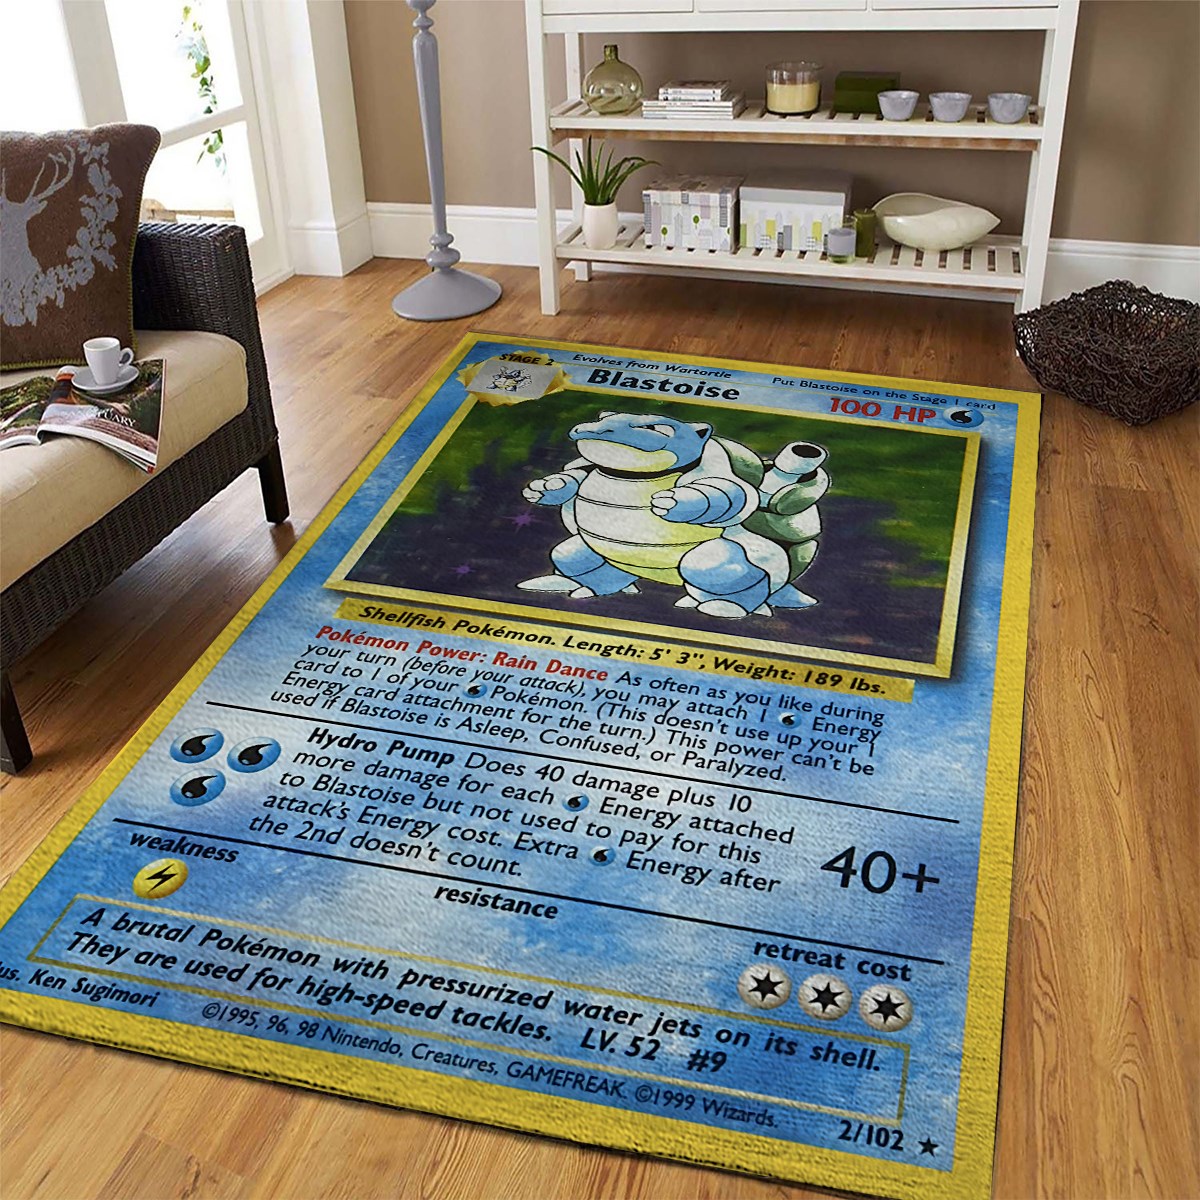 STAGE 2
Evolves from Wartortle
Put Blastoise on the Stage 1 card
Blastoise
100 HP
Shellfish Pokémon. Length: 5' 3", Weight: 189 lbs.
Pokémon Power: Rain Dance As often as you like during
your turn (before your attack), you may attach 1 Energy
card to 1 of your Pokémon. (This doesn't use up your 1
Energy card attachment for the turn.) This power can't be
used if Blastoise is Asleep, Confused, or Paralyzed.
Hydro Pump Does 40 damage plus 10
more damage for each Energy attached
to Blastoise but not used to pay for this
attack's Energy cost. Extra Energy after
the 2nd doesn't count.
40+
weakness
resistance
retreat cost
A brutal Pokémon with pressurized water jets on its shell.
They are used for high-speed tackles. LV. 52 #9
us. Ken Sugimori
©1995, 96, 98 Nintendo, Creatures, GAMEFREAK. ©1999 Wizards.
2/102